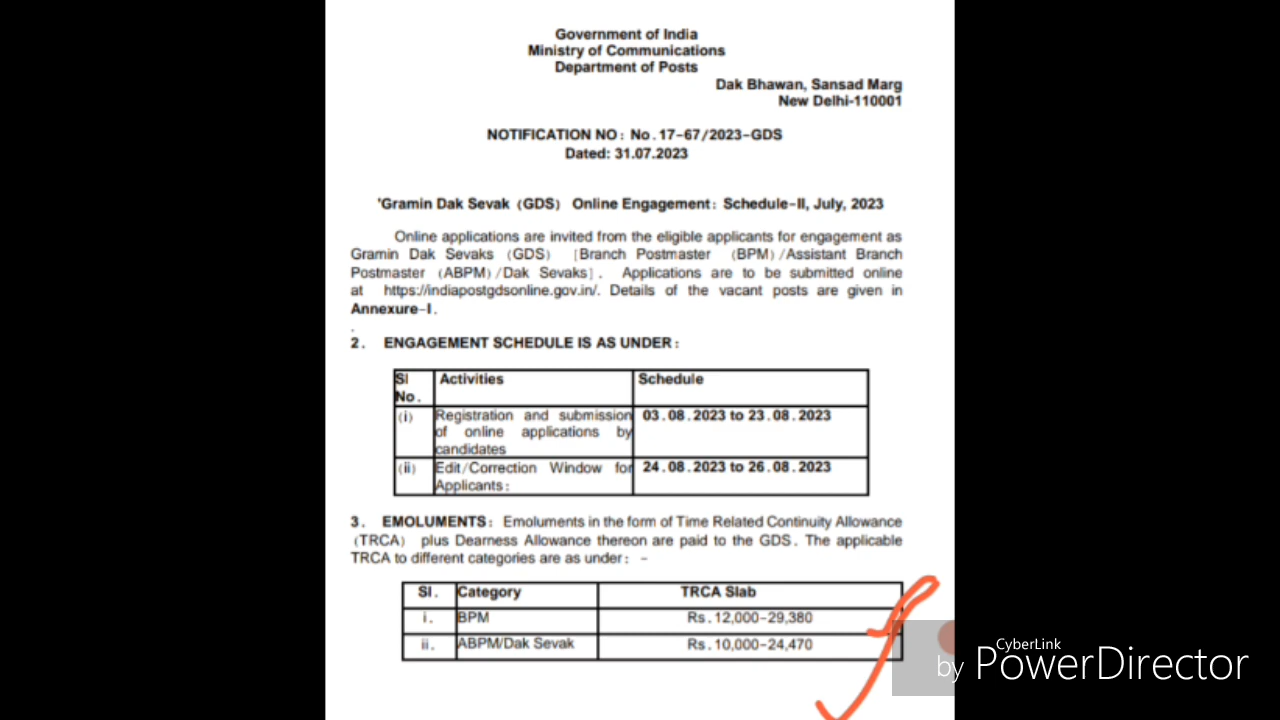 Government of India
Ministry of Communications
Department of Posts
Dak Bhawan, Sansad Marg
New Delhi-110001
NOTIFICATION NO: No.17-67/2023-GDS
Dated: 31.07.2023
'Gramin Dak Sevak (GDS) Online Engagement: Schedule-II, July, 2023
Online applications are invited from the eligible applicants for engagement as
Gramin Dak Sevaks (GDS) [Branch Postmaster (BPM)/Assistant Branch
Postmaster (ABPM)/Dak Sevaks]. Applications are to be submitted online
at https://indiapostgdsonline.gov.in/. Details of the vacant posts are given in
Annexure-I.
.
2. ENGAGEMENT SCHEDULE IS AS UNDER:
Sl No. Activities Schedule
(i) Registration and submission 03.08.2023 to 23.08.2023
of online applications by
candidates
(ii) Edit/Correction Window for 24.08.2023 to 26.08.2023
Applicants:
3. EMOLUMENTS: Emoluments in the form of Time Related Continuity Allowance
(TRCA) plus Dearness Allowance thereon are paid to the GDS. The applicable
TRCA to different categories are as under: -
Sl. Category TRCA Slab
i. BPM Rs.12,000-29,380
ii. ABPM/Dak Sevak Rs.10,000-24,470
CyberLink
by PowerDirector